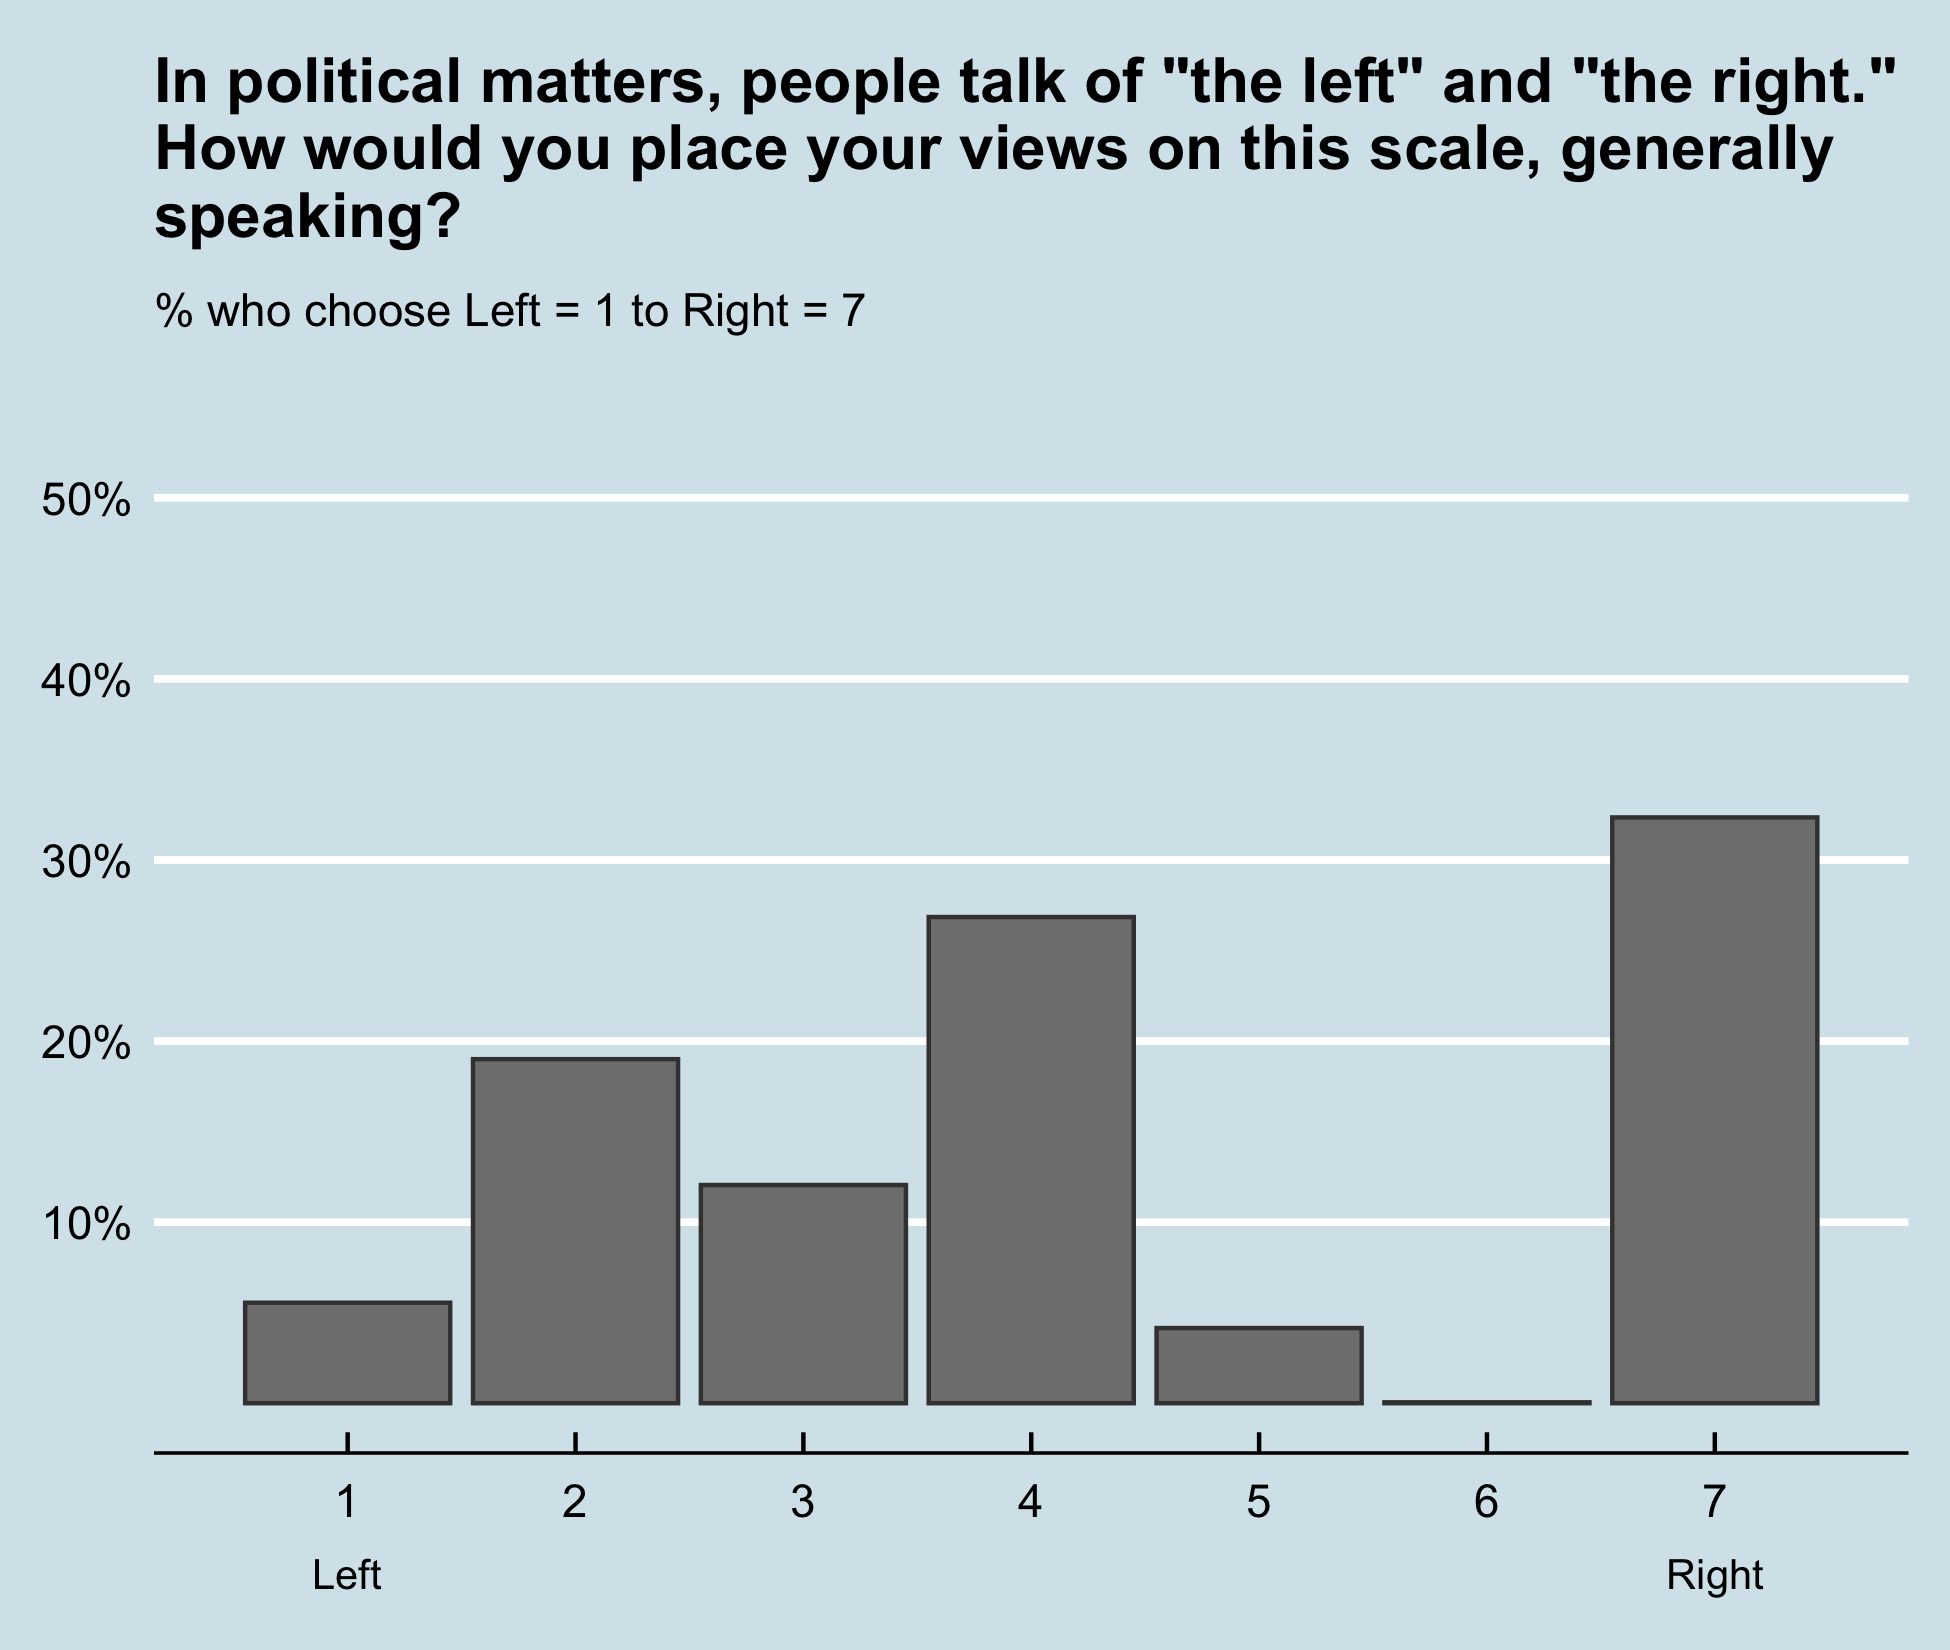 In political matters, people talk of "the left" and "the right."
How would you place your views on this scale, generally
speaking?
% who choose Left = 1 to Right = 7
50%
40%
30%
20%
10%
1 2 3 4 5 6 7
Left Right